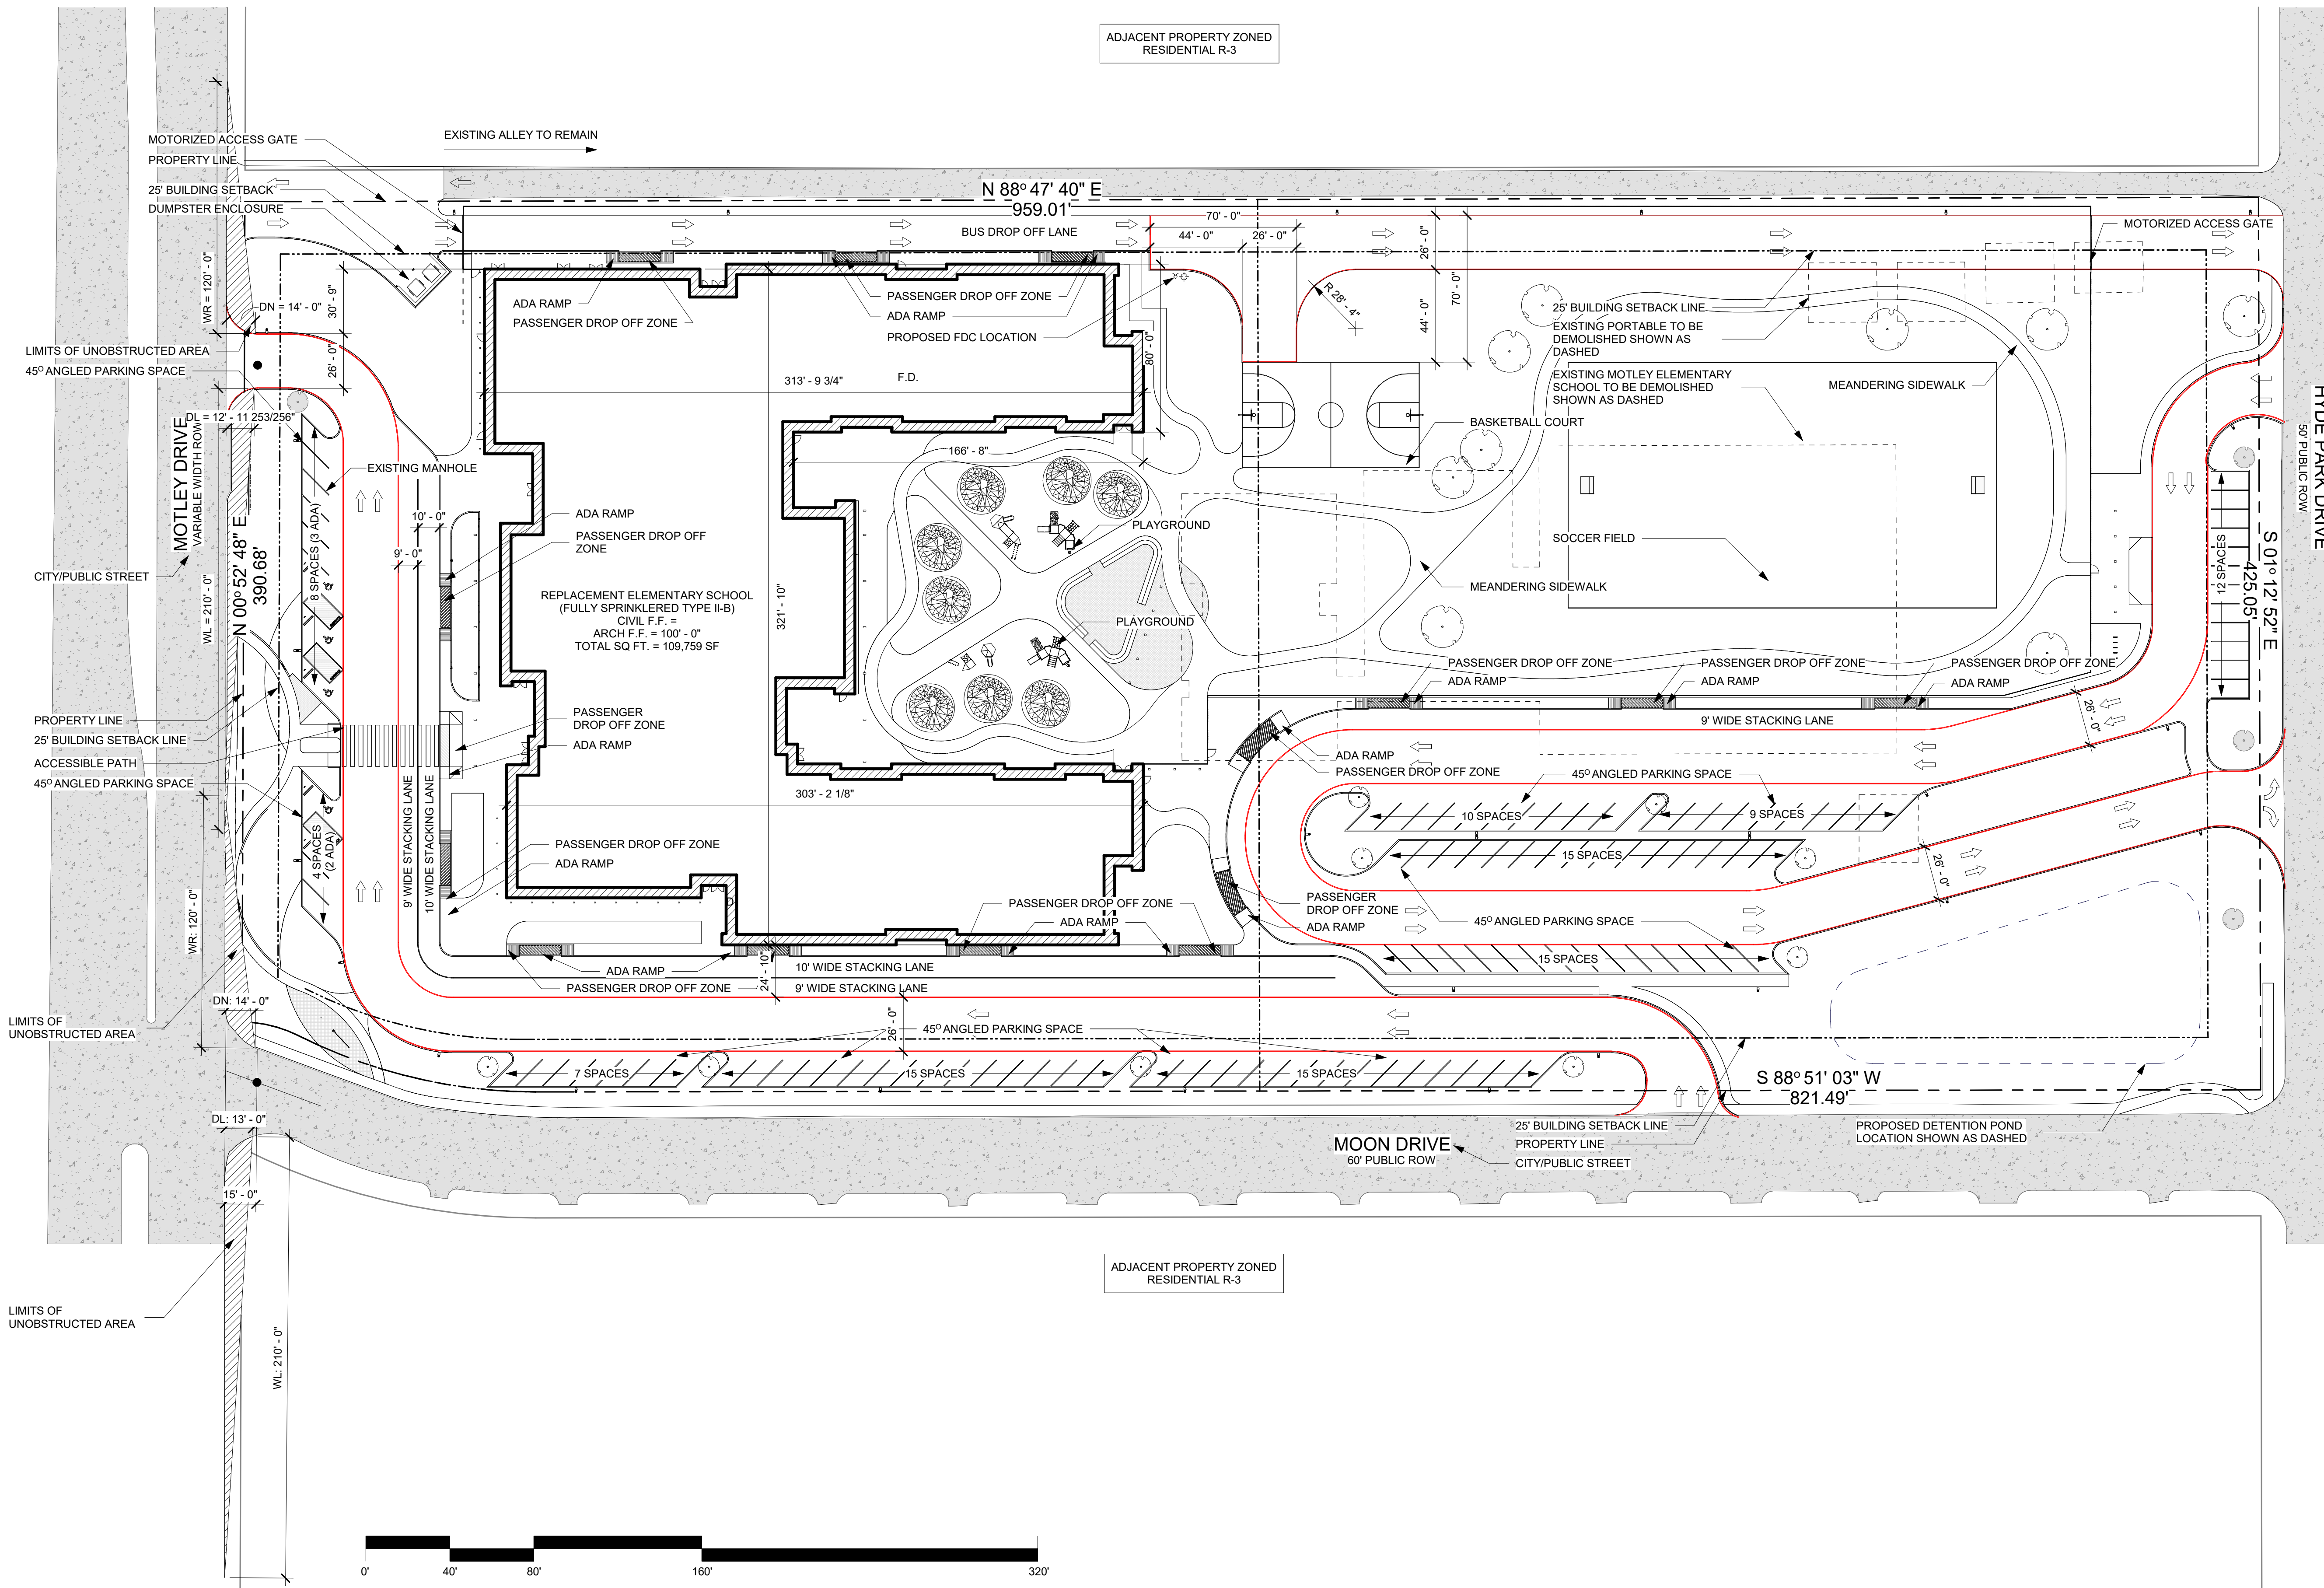 ADJACENT PROPERTY ZONED
RESIDENTIAL R-3
MOTORIZED ACCESS GATE
EXISTING ALLEY TO REMAIN
PROPERTY LINE
25' BUILDING SETBACK
DUMPSTER ENCLOSURE
N 88º 47' 40" E
959.01'
BUS DROP OFF LANE
70' - 0"
44' - 0"
26' - 0"
26' - 0"
70' - 0"
44' - 0"
R 28' - 4"
MOTORIZED ACCESS GATE
WR = 120' - 0"
DN = 14' - 0"
30' - 9"
26' - 0"
LIMITS OF UNOBSTRUCTED AREA
45º ANGLED PARKING SPACE
DL = 12' - 11 253/256"
MOTLEY DRIVE
VARIABLE WIDTH ROW
ADA RAMP
PASSENGER DROP OFF ZONE
PASSENGER DROP OFF ZONE
ADA RAMP
PROPOSED FDC LOCATION
80' - 0"
313' - 9 3/4"
F.D.
25' BUILDING SETBACK LINE
EXISTING PORTABLE TO BE
DEMOLISHED SHOWN AS
DASHED
EXISTING MOTLEY ELEMENTARY
SCHOOL TO BE DEMOLISHED
SHOWN AS DASHED
MEANDERING SIDEWALK
BASKETBALL COURT
HYDE PARK DRIVE
50' PUBLIC ROW
EXISTING MANHOLE
8 SPACES (3 ADA)
10' - 0"
9' - 0"
166' - 8"
ADA RAMP
PASSENGER DROP OFF
ZONE
PLAYGROUND
SOCCER FIELD
MEANDERING SIDEWALK
12 SPACES
S 01º 12' 52" E
425.05'
CITY/PUBLIC STREET
N 00º 52' 48" E
390.68'
WL = 210' - 0"
REPLACEMENT ELEMENTARY SCHOOL
(FULLY SPRINKLERED TYPE II-B)
CIVIL F.F. =
ARCH F.F. = 100' - 0"
TOTAL SQ FT. = 109,759 SF
321' - 10"
PLAYGROUND
PROPERTY LINE
25' BUILDING SETBACK LINE
ACCESSIBLE PATH
45º ANGLED PARKING SPACE
PASSENGER
DROP OFF ZONE
ADA RAMP
PASSENGER DROP OFF ZONE
ADA RAMP
PASSENGER DROP OFF ZONE
ADA RAMP
PASSENGER DROP OFF ZONE
ADA RAMP
9' WIDE STACKING LANE
26' - 0"
ADA RAMP
PASSENGER DROP OFF ZONE
45º ANGLED PARKING SPACE
303' - 2 1/8"
9' WIDE STACKING LANE
10' WIDE STACKING LANE
4 SPACES
(2 ADA)
10 SPACES
9 SPACES
15 SPACES
26' - 0"
PASSENGER DROP OFF ZONE
ADA RAMP
WR: 120' - 0"
PASSENGER
DROP OFF ZONE
ADA RAMP
45º ANGLED PARKING SPACE
PASSENGER DROP OFF ZONE
ADA RAMP
15 SPACES
ADA RAMP
PASSENGER DROP OFF ZONE
24' - 10"
10' WIDE STACKING LANE
9' WIDE STACKING LANE
DN: 14' - 0"
LIMITS OF
UNOBSTRUCTED AREA
26' - 0"
45º ANGLED PARKING SPACE
7 SPACES
15 SPACES
15 SPACES
S 88º 51' 03" W
821.49'
DL: 13' - 0"
MOON DRIVE
60' PUBLIC ROW
25' BUILDING SETBACK LINE
PROPERTY LINE
CITY/PUBLIC STREET
PROPOSED DETENTION POND
LOCATION SHOWN AS DASHED
15' - 0"
ADJACENT PROPERTY ZONED
RESIDENTIAL R-3
LIMITS OF
UNOBSTRUCTED AREA
WL: 210' - 0"
0'
40'
80'
160'
320'